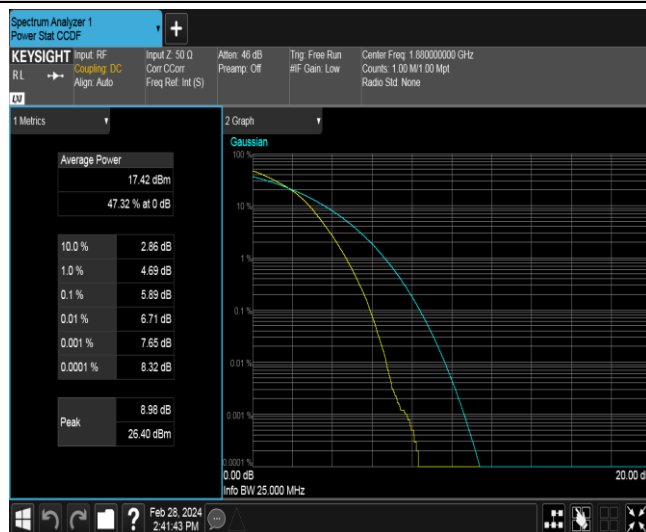 Spectrum Analyzer 1
Power Stat CCDF
+
KEYSIGHT
RL
LXI
Input: RF
Coupling: DC
Align: Auto
Input Z: 50 Ω
Corr CCorr
Freq Ref: Int (S)
Atten: 46 dB
Preamp: Off
Trig: Free Run
#IF Gain: Low
Center Freq: 1.880000000 GHz
Counts: 1.00 M/1.00 Mpt
Radio Std: None
1 Metrics
Average Power
17.42 dBm
47.32 % at 0 dB
10.0 % 2.86 dB
1.0 % 4.69 dB
0.1 % 5.89 dB
0.01 % 6.71 dB
0.001 % 7.65 dB
0.0001 % 8.32 dB
Peak
8.98 dB
26.40 dBm
2 Graph
Gaussian
100 %
10 %
1 %
0.1 %
0.01 %
0.001 %
0.0001 %
0.00 dB
20.00 d
Info BW 25.000 MHz
?
Feb 28, 2024
2:41:43 PM